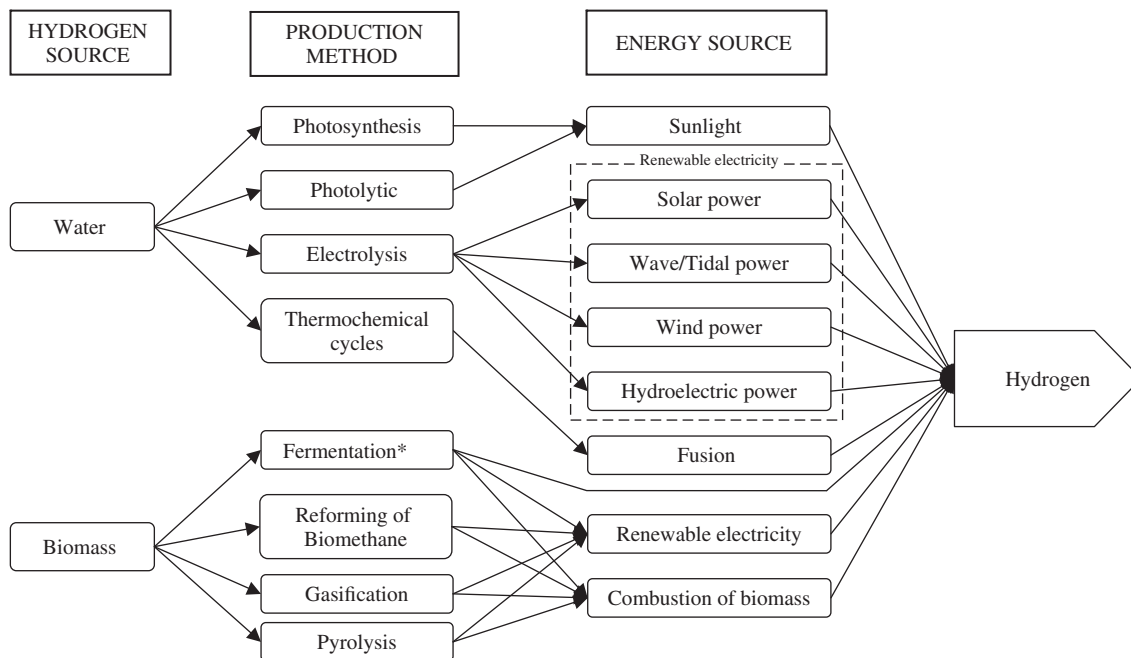 HYDROGEN
SOURCE
PRODUCTION
METHOD
ENERGY SOURCE
Photosynthesis
Sunlight
Renewable electricity
Photolytic
Solar power
Water
Electrolysis
Wave/Tidal power
Thermochemical
cycles
Wind power
Hydroelectric power
Hydrogen
Fermentation*
Fusion
Biomass
Reforming of
Biomethane
Renewable electricity
Gasification
Combustion of biomass
Pyrolysis